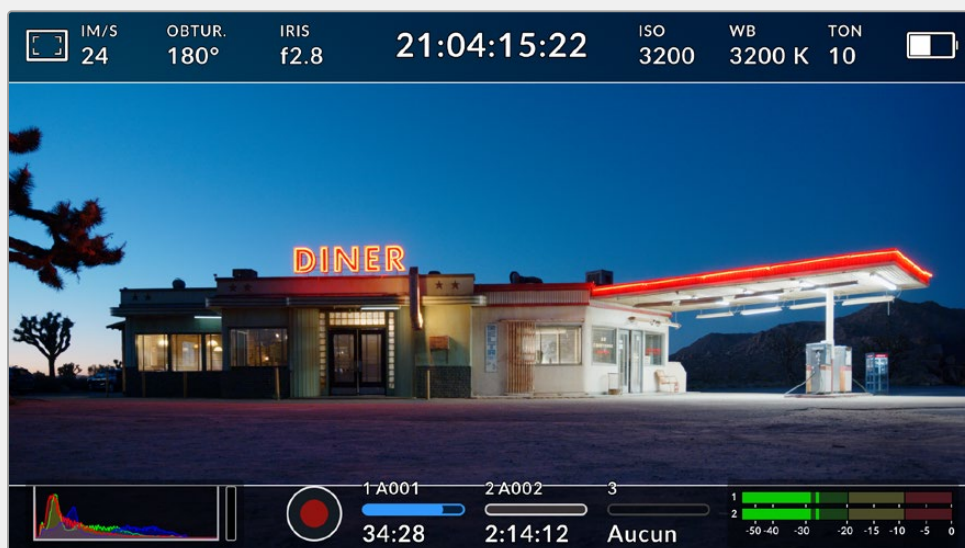 IM/S OBTUR. IRIS 21:04:15:22 ISO WB TON
24 180° f2.8 3200 3200 K 10
DINER
1 A001 2 A002 3
34:28 2:14:12 Aucun
1
2
-50 -40 -30 -20 -15 -10 -5 0